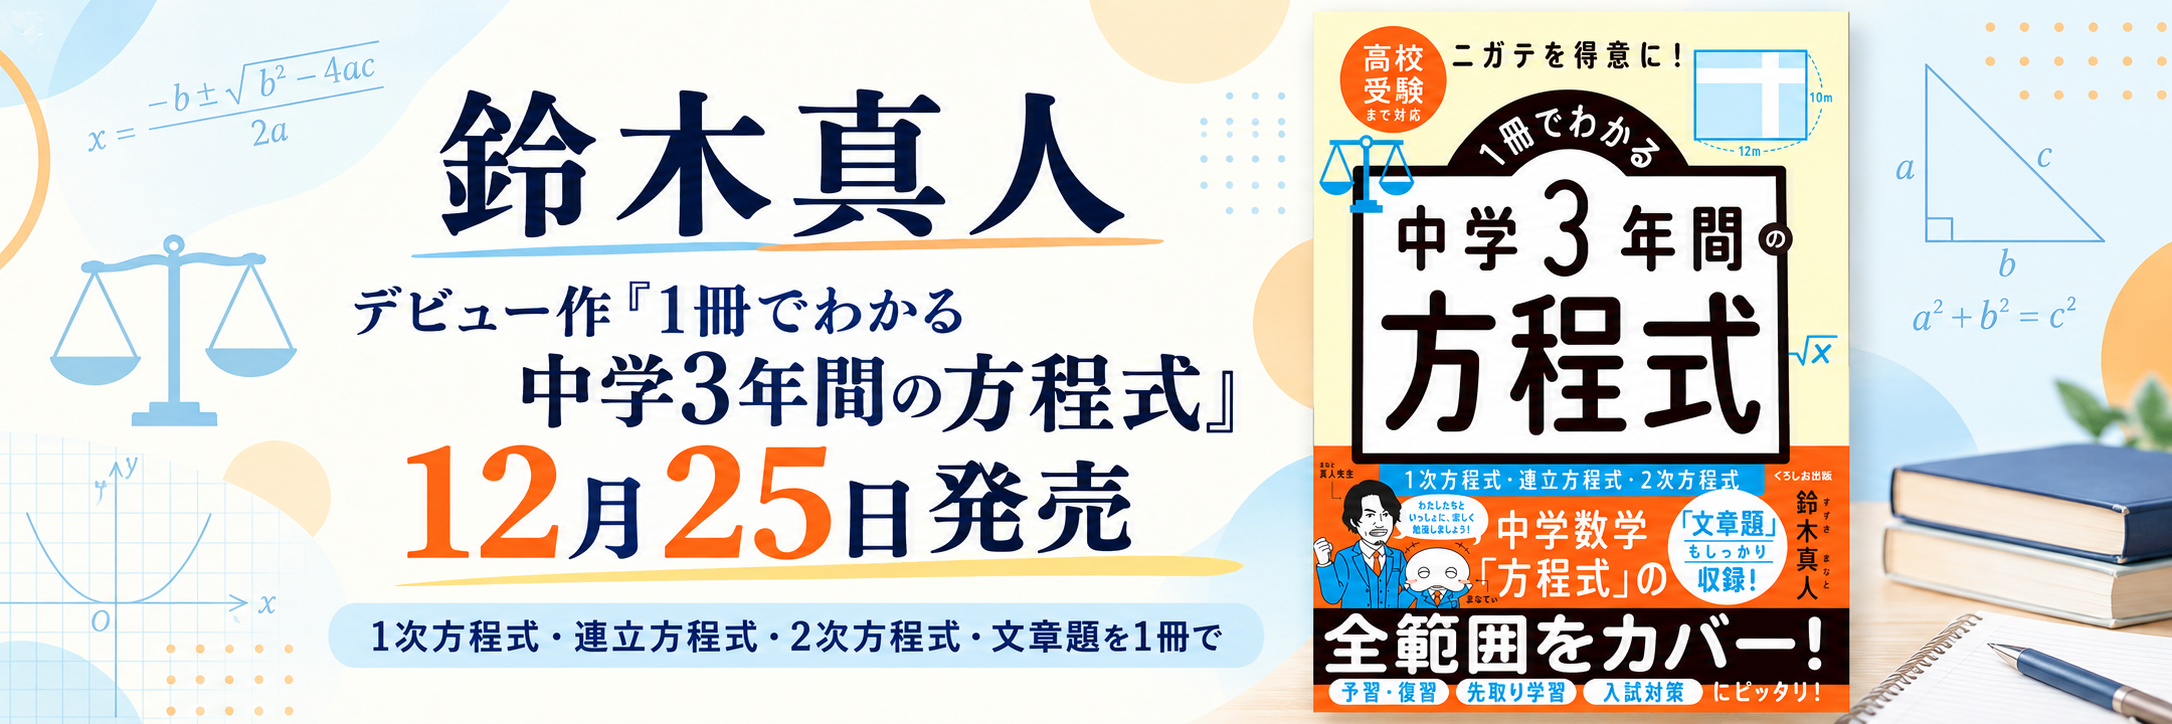 x = −b ± √b² − 4ac / 2a
鈴木真人
デビュー作『1冊でわかる
中学3年間の方程式』
12月25日発売
1次方程式・連立方程式・2次方程式・文章題を1冊で
y
x
O
高校
受験
まで対応
ニガテを得意に！
10m
12m
1冊でわかる
中学3年間の
方程式
√x
1次方程式・連立方程式・2次方程式
くろしお出版
まなと
真人先生
わたしたちと
いっしょに、楽しく
勉強しましょう！
まなてぃ
中学数学
「方程式」の
「文章題」
もしっかり
収録！
鈴木真人
すずき まなと
全範囲をカバー！
予習・復習 先取り学習 入試対策 にピッタリ！
a
c
b
a² + b² = c²